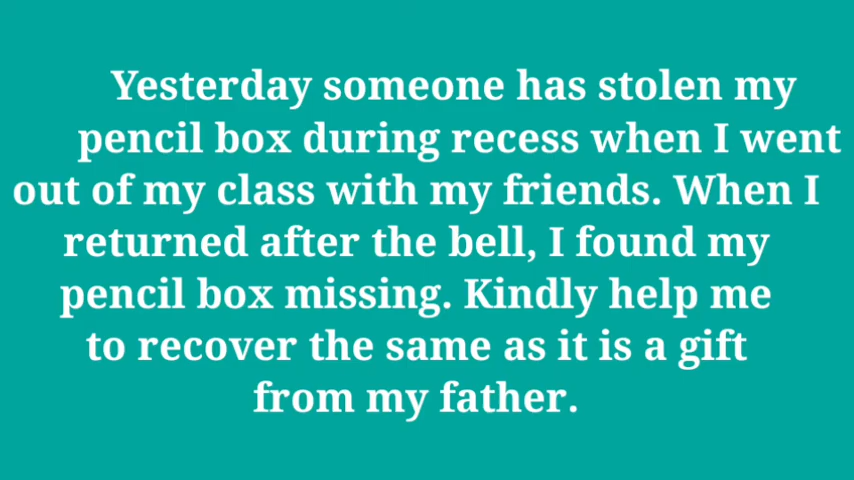 Yesterday someone has stolen my
pencil box during recess when I went
out of my class with my friends. When I
returned after the bell, I found my
pencil box missing. Kindly help me
to recover the same as it is a gift
from my father.